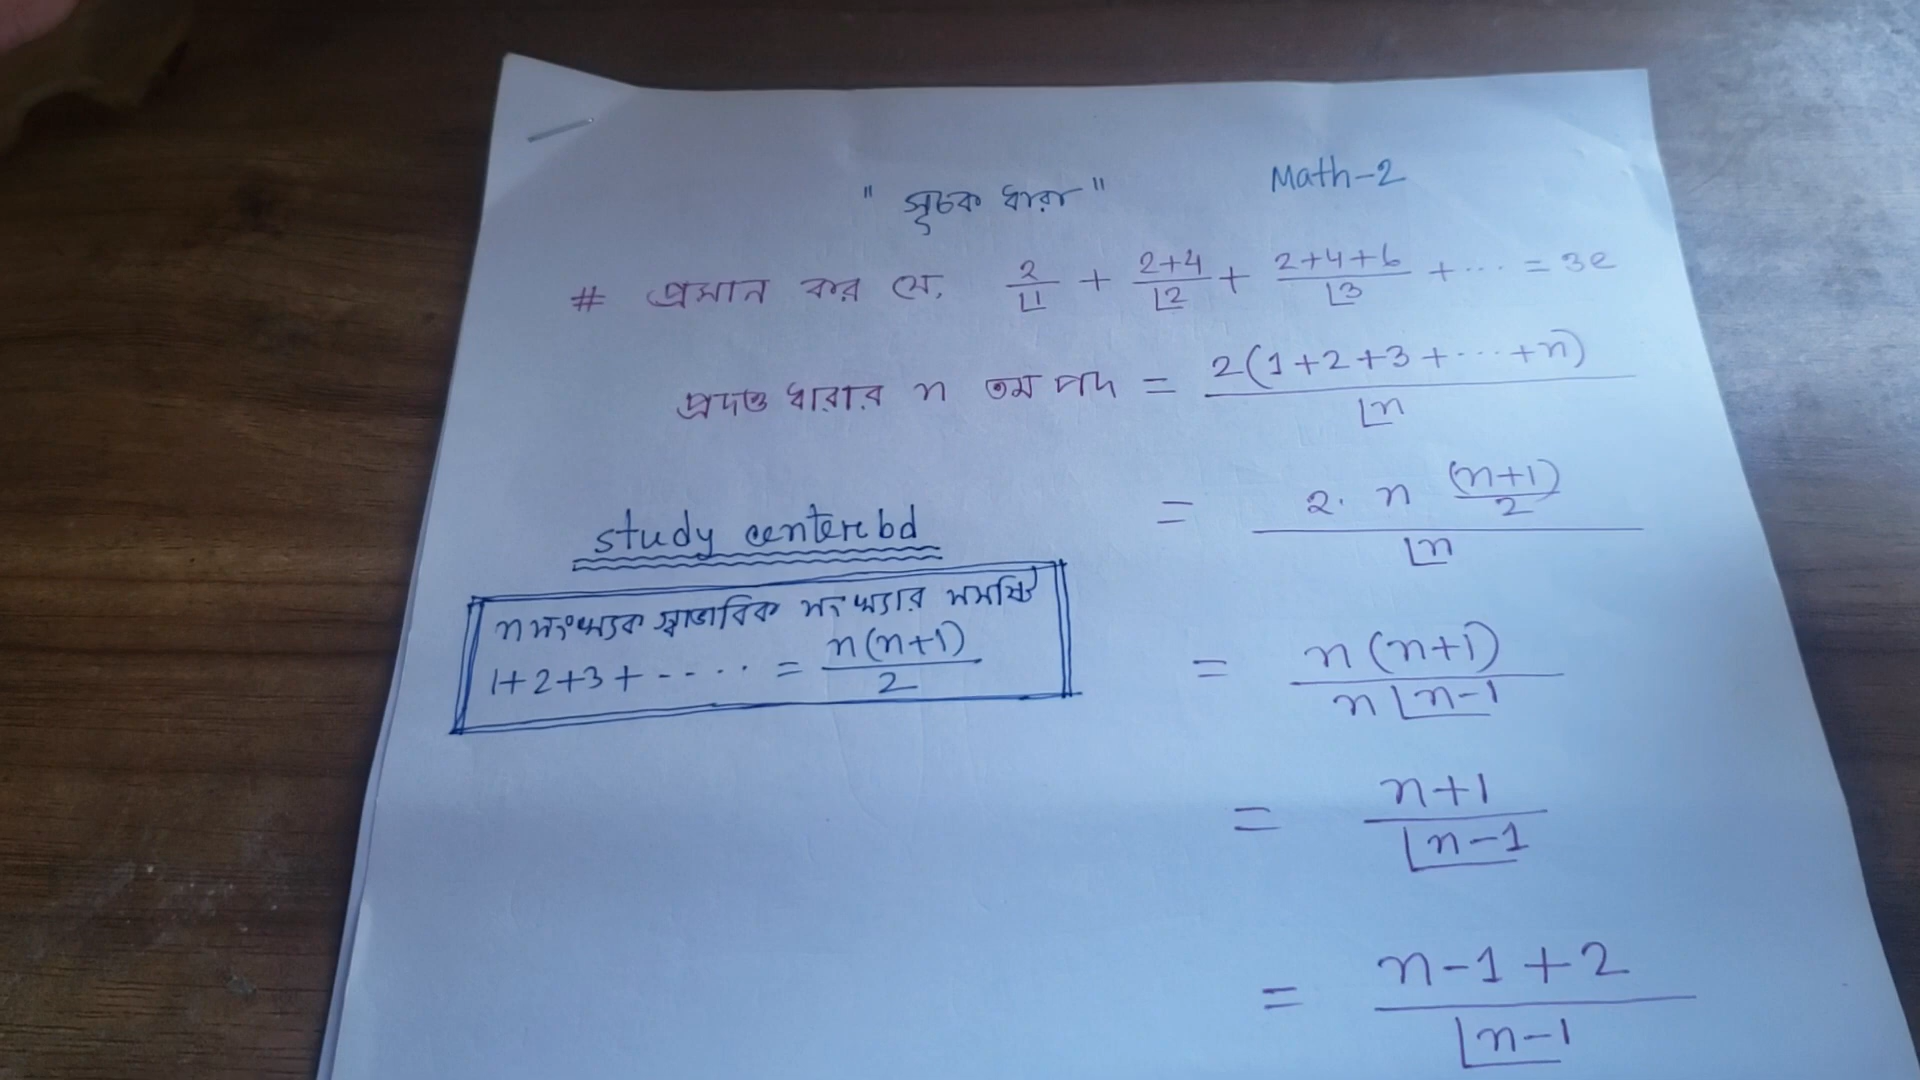 " সূচক ধারা" Math-2
# প্রমান কর যে, 2/⌊1 + 2+4/⌊2 + 2+4+6/⌊3 + ... = 3e
প্রদত্ত ধারার n তম পদ = 2(1+2+3+...+n)/⌊n
= 2. n (n+1)/2 / ⌊n
study centere bd
n সংখ্যক স্বাভাবিক সংখ্যার সমষ্টি
1+2+3+----.. = n(n+1)/2
= n(n+1)/n⌊n-1
= n+1/⌊n-1
= n-1+2/⌊n-1